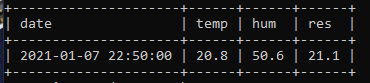 | date | temp | hum | res |
| 2021-01-07 22:50:00 | 20.8 | 50.6 | 21.1 |